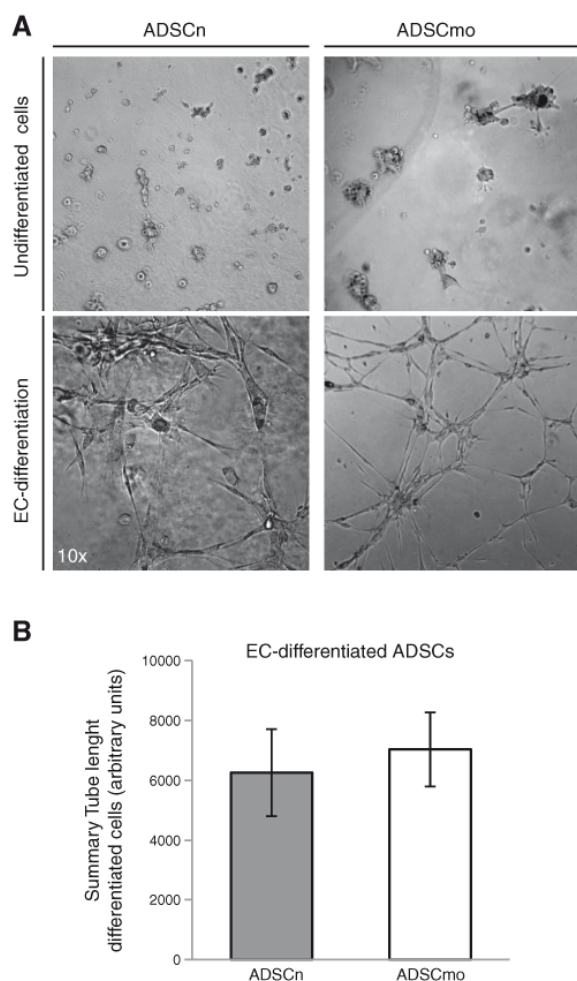 A
ADSCn
ADSCmo
Undifferentiated cells
EC-differentiation
10x
B
EC-differentiated ADSCs
Summary Tube lenght
differentiated cells (arbitrary units)
10000
8000
6000
4000
2000
0
ADSCn
ADSCmo